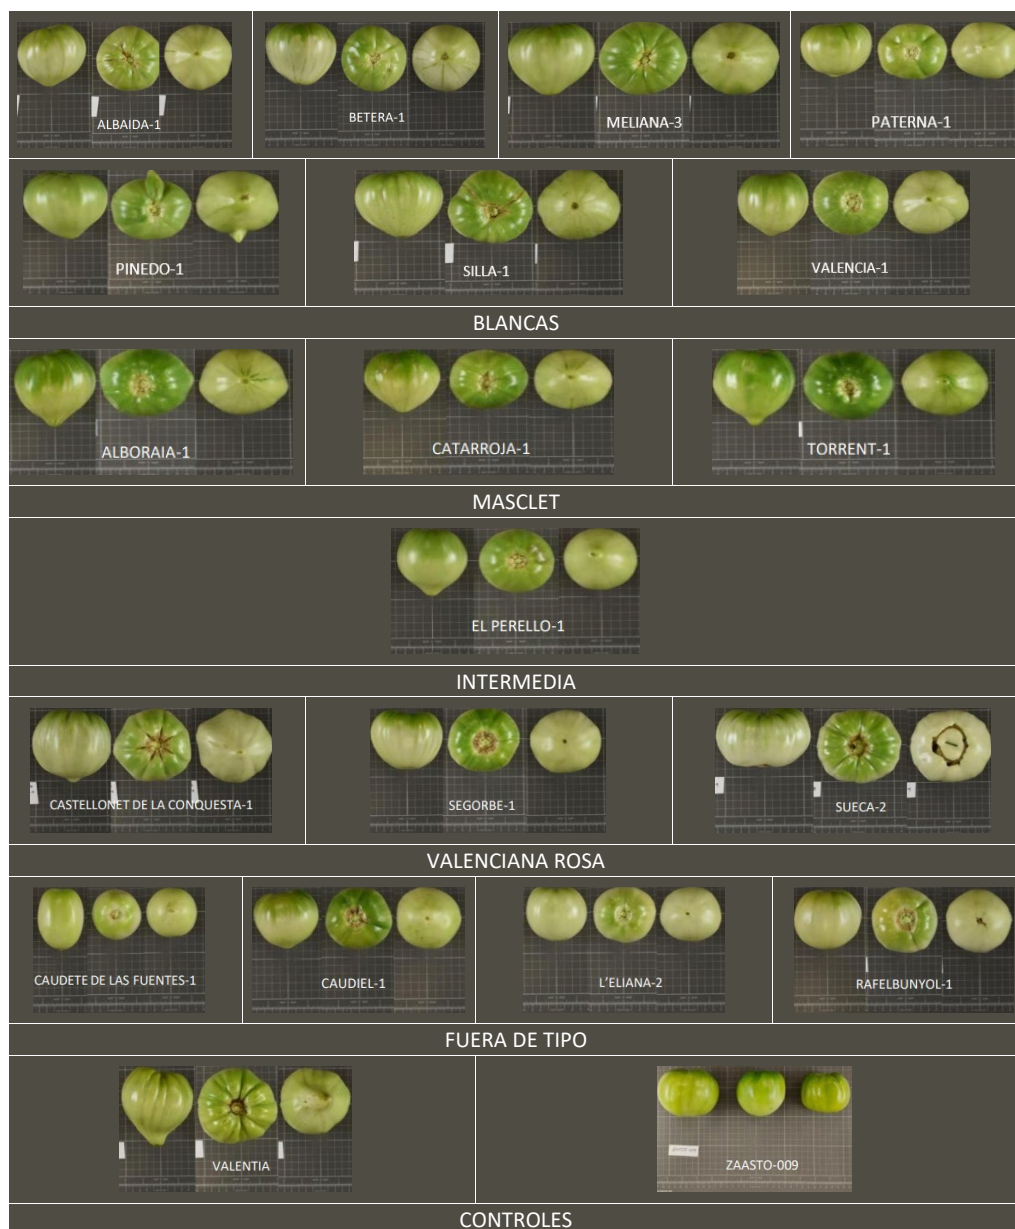 ALBAIDA-1
BETERA-1
MELIANA-3
PATERNA-1
PINEDO-1
SILLA-1
VALENCIA-1
BLANCAS
ALBORAIA-1
CATARROJA-1
TORRENT-1
MASCLET
EL PERELLO-1
INTERMEDIA
CASTELLONET DE LA CONQUESTA-1
SEGORBE-1
SUECA-2
VALENCIANA ROSA
CAUDETE DE LAS FUENTES-1
CAUDIEL-1
L'ELIANA-2
RAFELBUNYOL-1
FUERA DE TIPO
VALENTIA
ZAASTO-009
CONTROLES